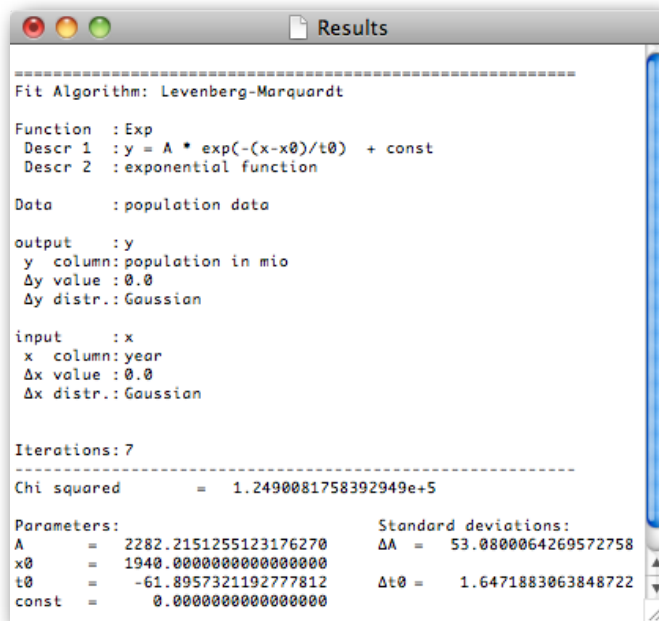 Results
==========================================================
Fit Algorithm: Levenberg-Marquardt
Function  : Exp
Descr 1  : y = A * exp(-(x-x0)/t0)  + const
Descr 2  : exponential function
Data      : population data
output    : y
y  column: population in mio
Δy value : 0.0
Δy distr.: Gaussian
input     : x
x  column: year
Δx value : 0.0
Δx distr.: Gaussian
Iterations: 7
----------------------------------------------------------
Chi squared        =   1.2490081758392949e+5
Parameters:                           Standard deviations:
A      =   2282.2151255123176270     ΔA  =   53.0800064269572758
x0     =   1940.0000000000000000
t0     =    -61.8957321192777812     Δt0 =    1.6471883063848722
const  =      0.0000000000000000